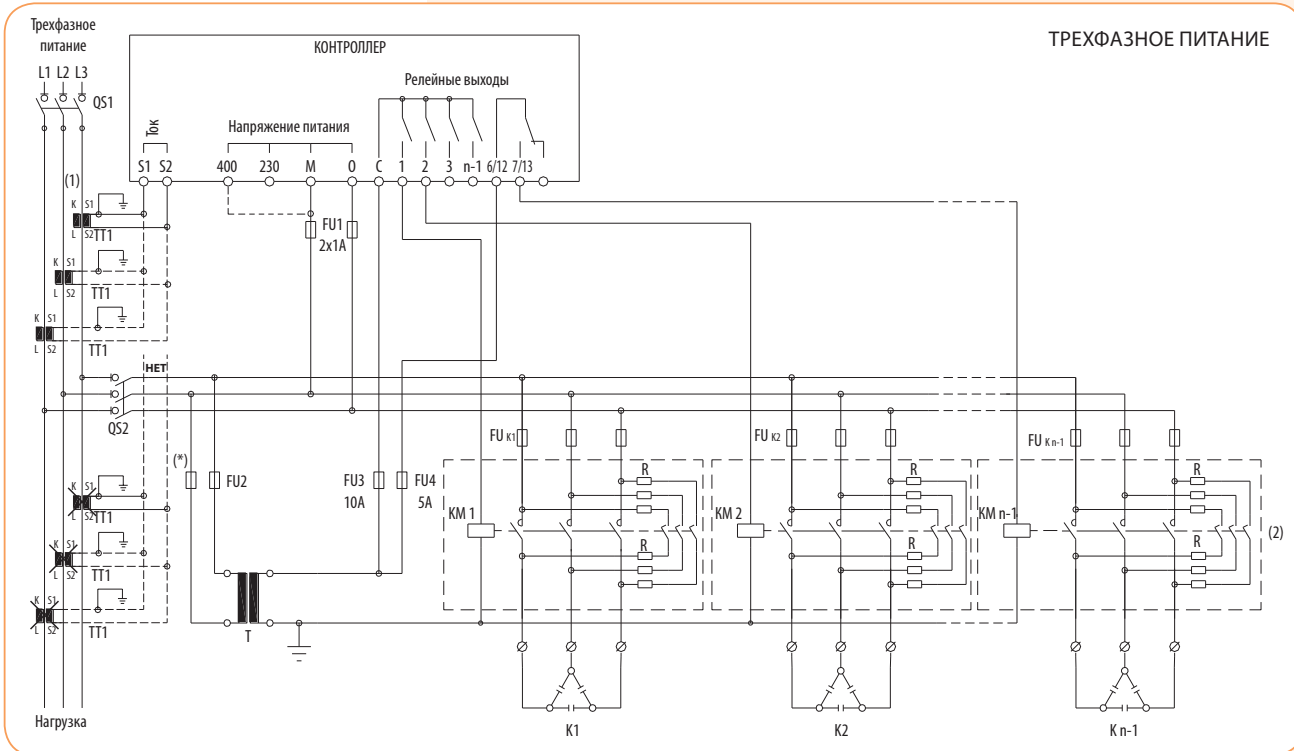 Трехфазное
питание
ТРЕХФАЗНОЕ ПИТАНИЕ
КОНТРОЛЛЕР
L1 L2 L3
QS1
Релейные выходы
Ток
Напряжение питания
S1 S2 400 230 M 0 C 1 2 3 n-1 6/12 7/13
(1)
K S1
L S2 TT1
FU1
2x1A
K S1
L S2 TT1
K S1
L S2 TT1
НЕТ
QS2
(*)
FU2
FU3
10A
FU4
5A
FU K1
FU K2
FU K n-1
R
R
R
KM 1
KM 2
KM n-1
(2)
R
R
R
K S1
L S2 TT1
K S1
L S2 TT1
K S1
L S2 TT1
T
Нагрузка
K1
K2
K n-1